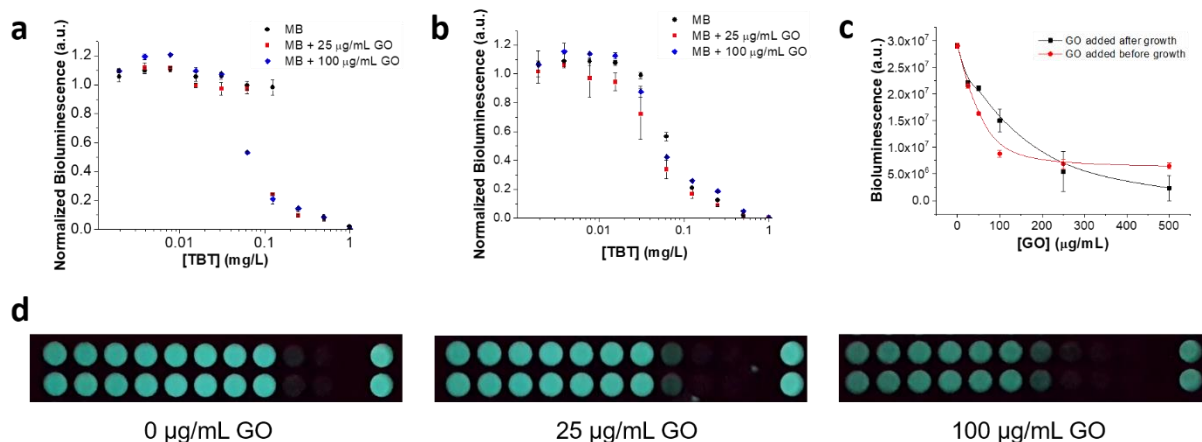 a
Normalized Bioluminescence (a.u.)
1.2
1.0
0.8
0.6
0.4
0.2
0.0
0.01
0.1
1
[TBT] (mg/L)
MB
MB + 25 µg/mL GO
MB + 100 µg/mL GO
b
Normalized Bioluminescence (a.u.)
1.2
1.0
0.8
0.6
0.4
0.2
0.0
0.01
0.1
1
[TBT] (mg/L)
MB
MB + 25 µg/mL GO
MB + 100 µg/mL GO
c
Bioluminescence (a.u.)
3.0x10⁷
2.5x10⁷
2.0x10⁷
1.5x10⁷
1.0x10⁷
5.0x10⁶
0.0
0
100
200
300
400
500
[GO] (µg/mL)
GO added after growth
GO added before growth
d
0 µg/mL GO
25 µg/mL GO
100 µg/mL GO